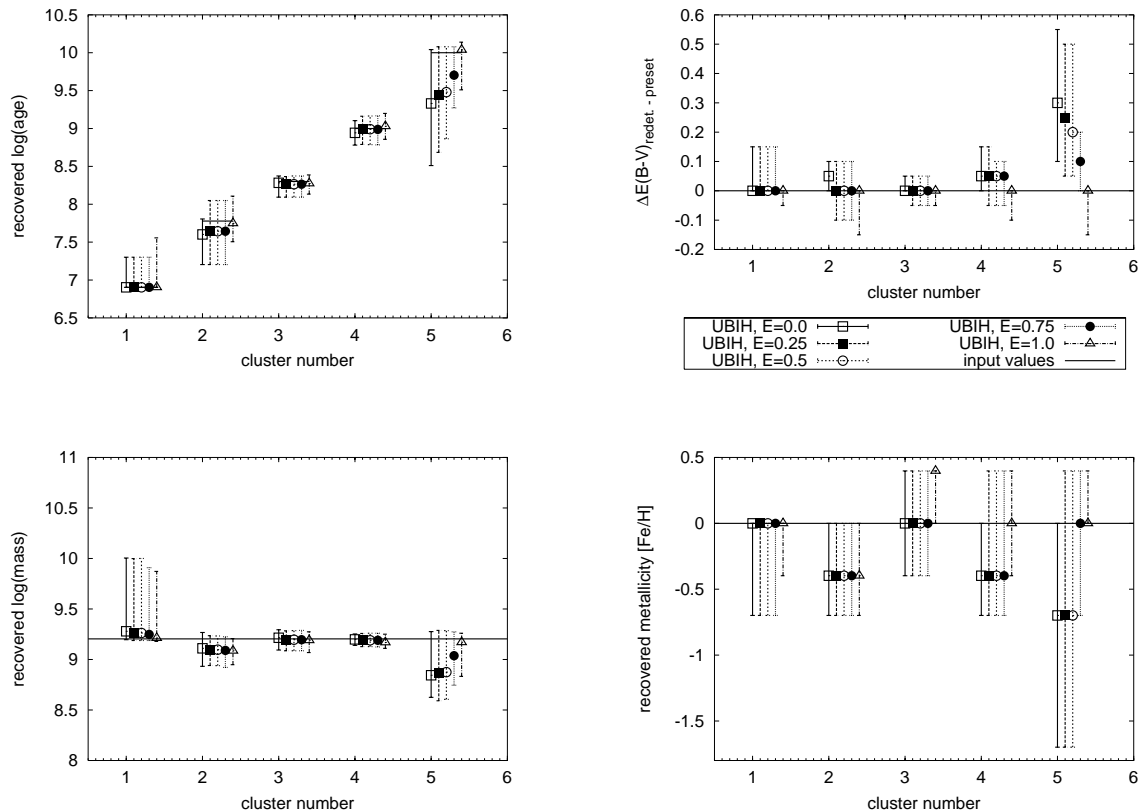 10.5
10
9.5
9
8.5
8
7.5
7
6.5
1 2 3 4 5 6
recovered log(age)
cluster number
0.6
0.5
0.4
0.3
0.2
0.1
0
-0.1
-0.2
1 2 3 4 5 6
ΔE(B-V)redet. - preset
cluster number
UBIH, E=0.0
UBIH, E=0.25
UBIH, E=0.5
UBIH, E=0.75
UBIH, E=1.0
input values
11
10.5
10
9.5
9
8.5
8
1 2 3 4 5 6
recovered log(mass)
cluster number
0.5
0
-0.5
-1
-1.5
1 2 3 4 5 6
recovered metallicity [Fe/H]
cluster number